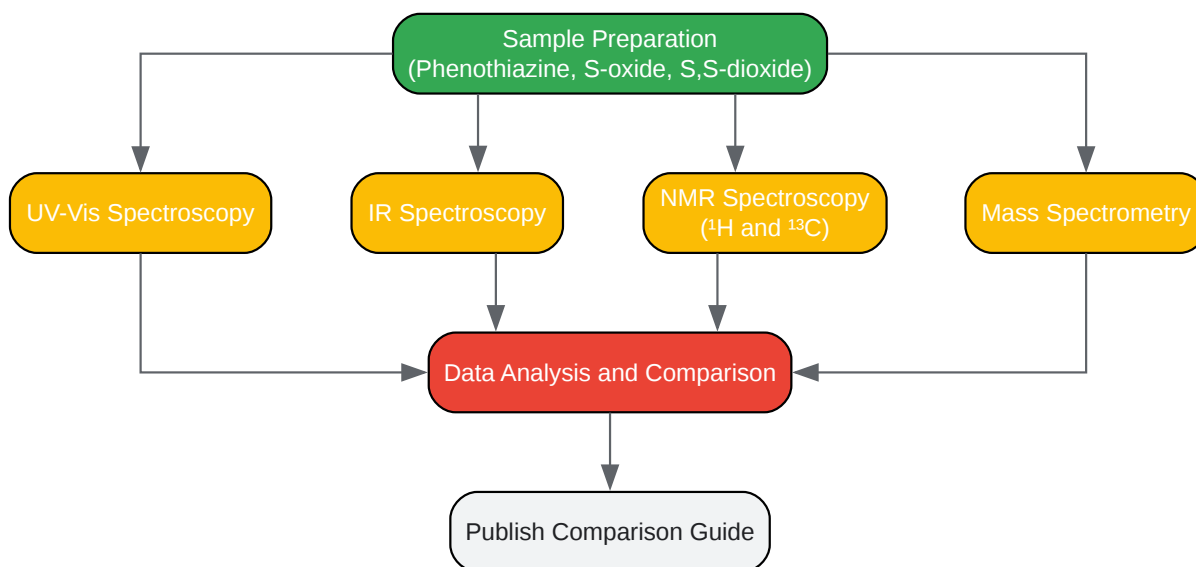 Sample Preparation
(Phenothiazine, S-oxide, S,S-dioxide)
UV-Vis Spectroscopy
IR Spectroscopy
NMR Spectroscopy
(¹H and ¹³C)
Mass Spectrometry
Data Analysis and Comparison
Publish Comparison Guide